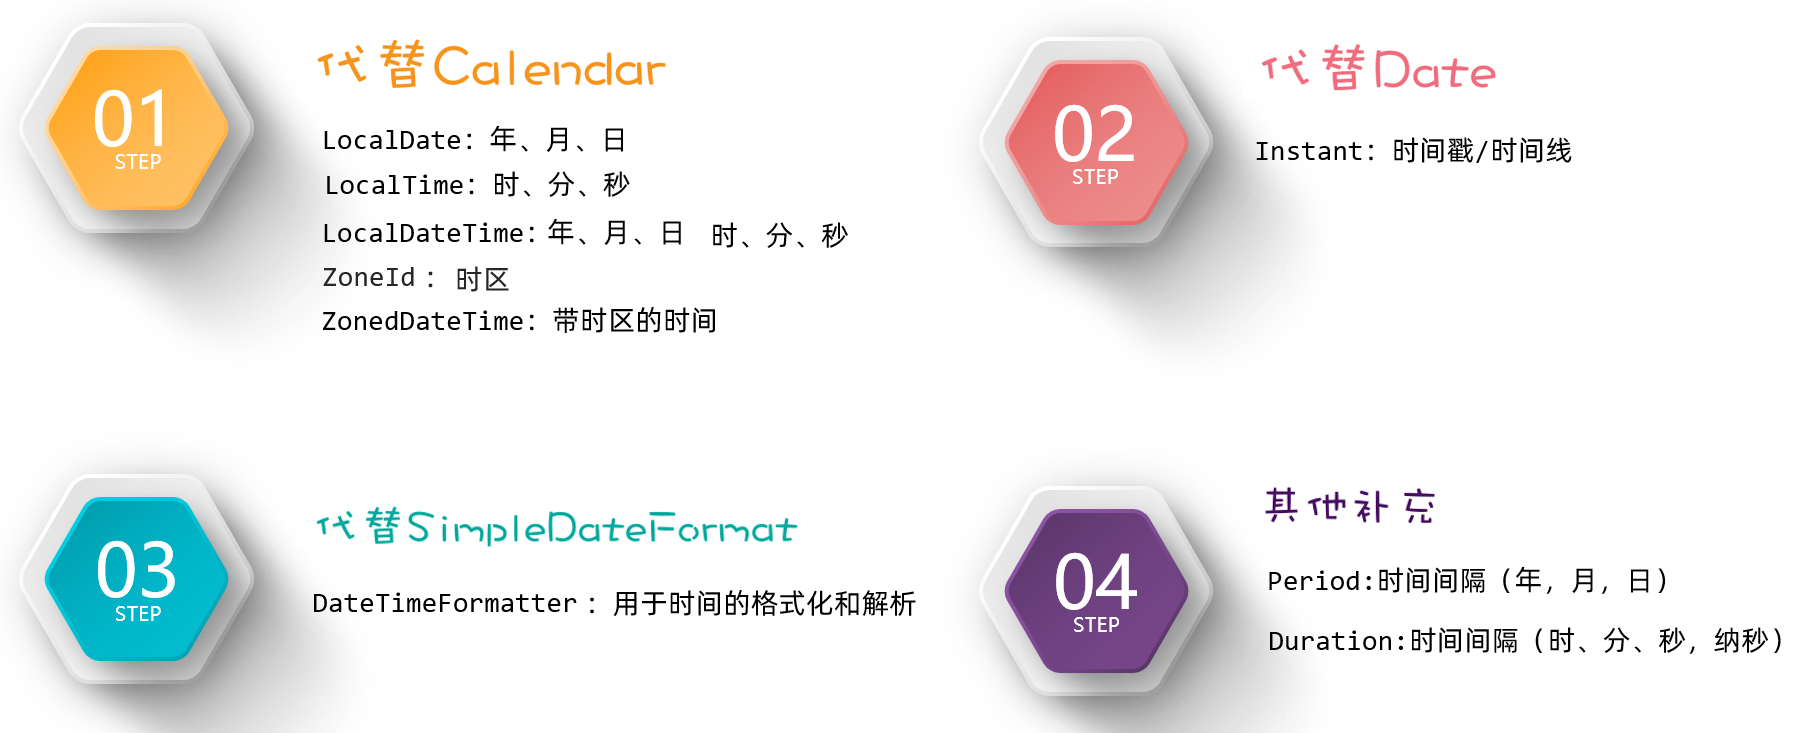 01
STEP
代替Calendar
LocalDate：年、月、日
LocalTime：时、分、秒
LocalDateTime：年、月、日 时、分、秒
ZoneId：时区
ZonedDateTime：带时区的时间
02
STEP
代替Date
Instant：时间戳/时间线
03
STEP
代替SimpleDateFormat
DateTimeFormatter：用于时间的格式化和解析
04
STEP
其他补充
Period:时间间隔（年，月，日）
Duration:时间间隔（时、分、秒，纳秒）